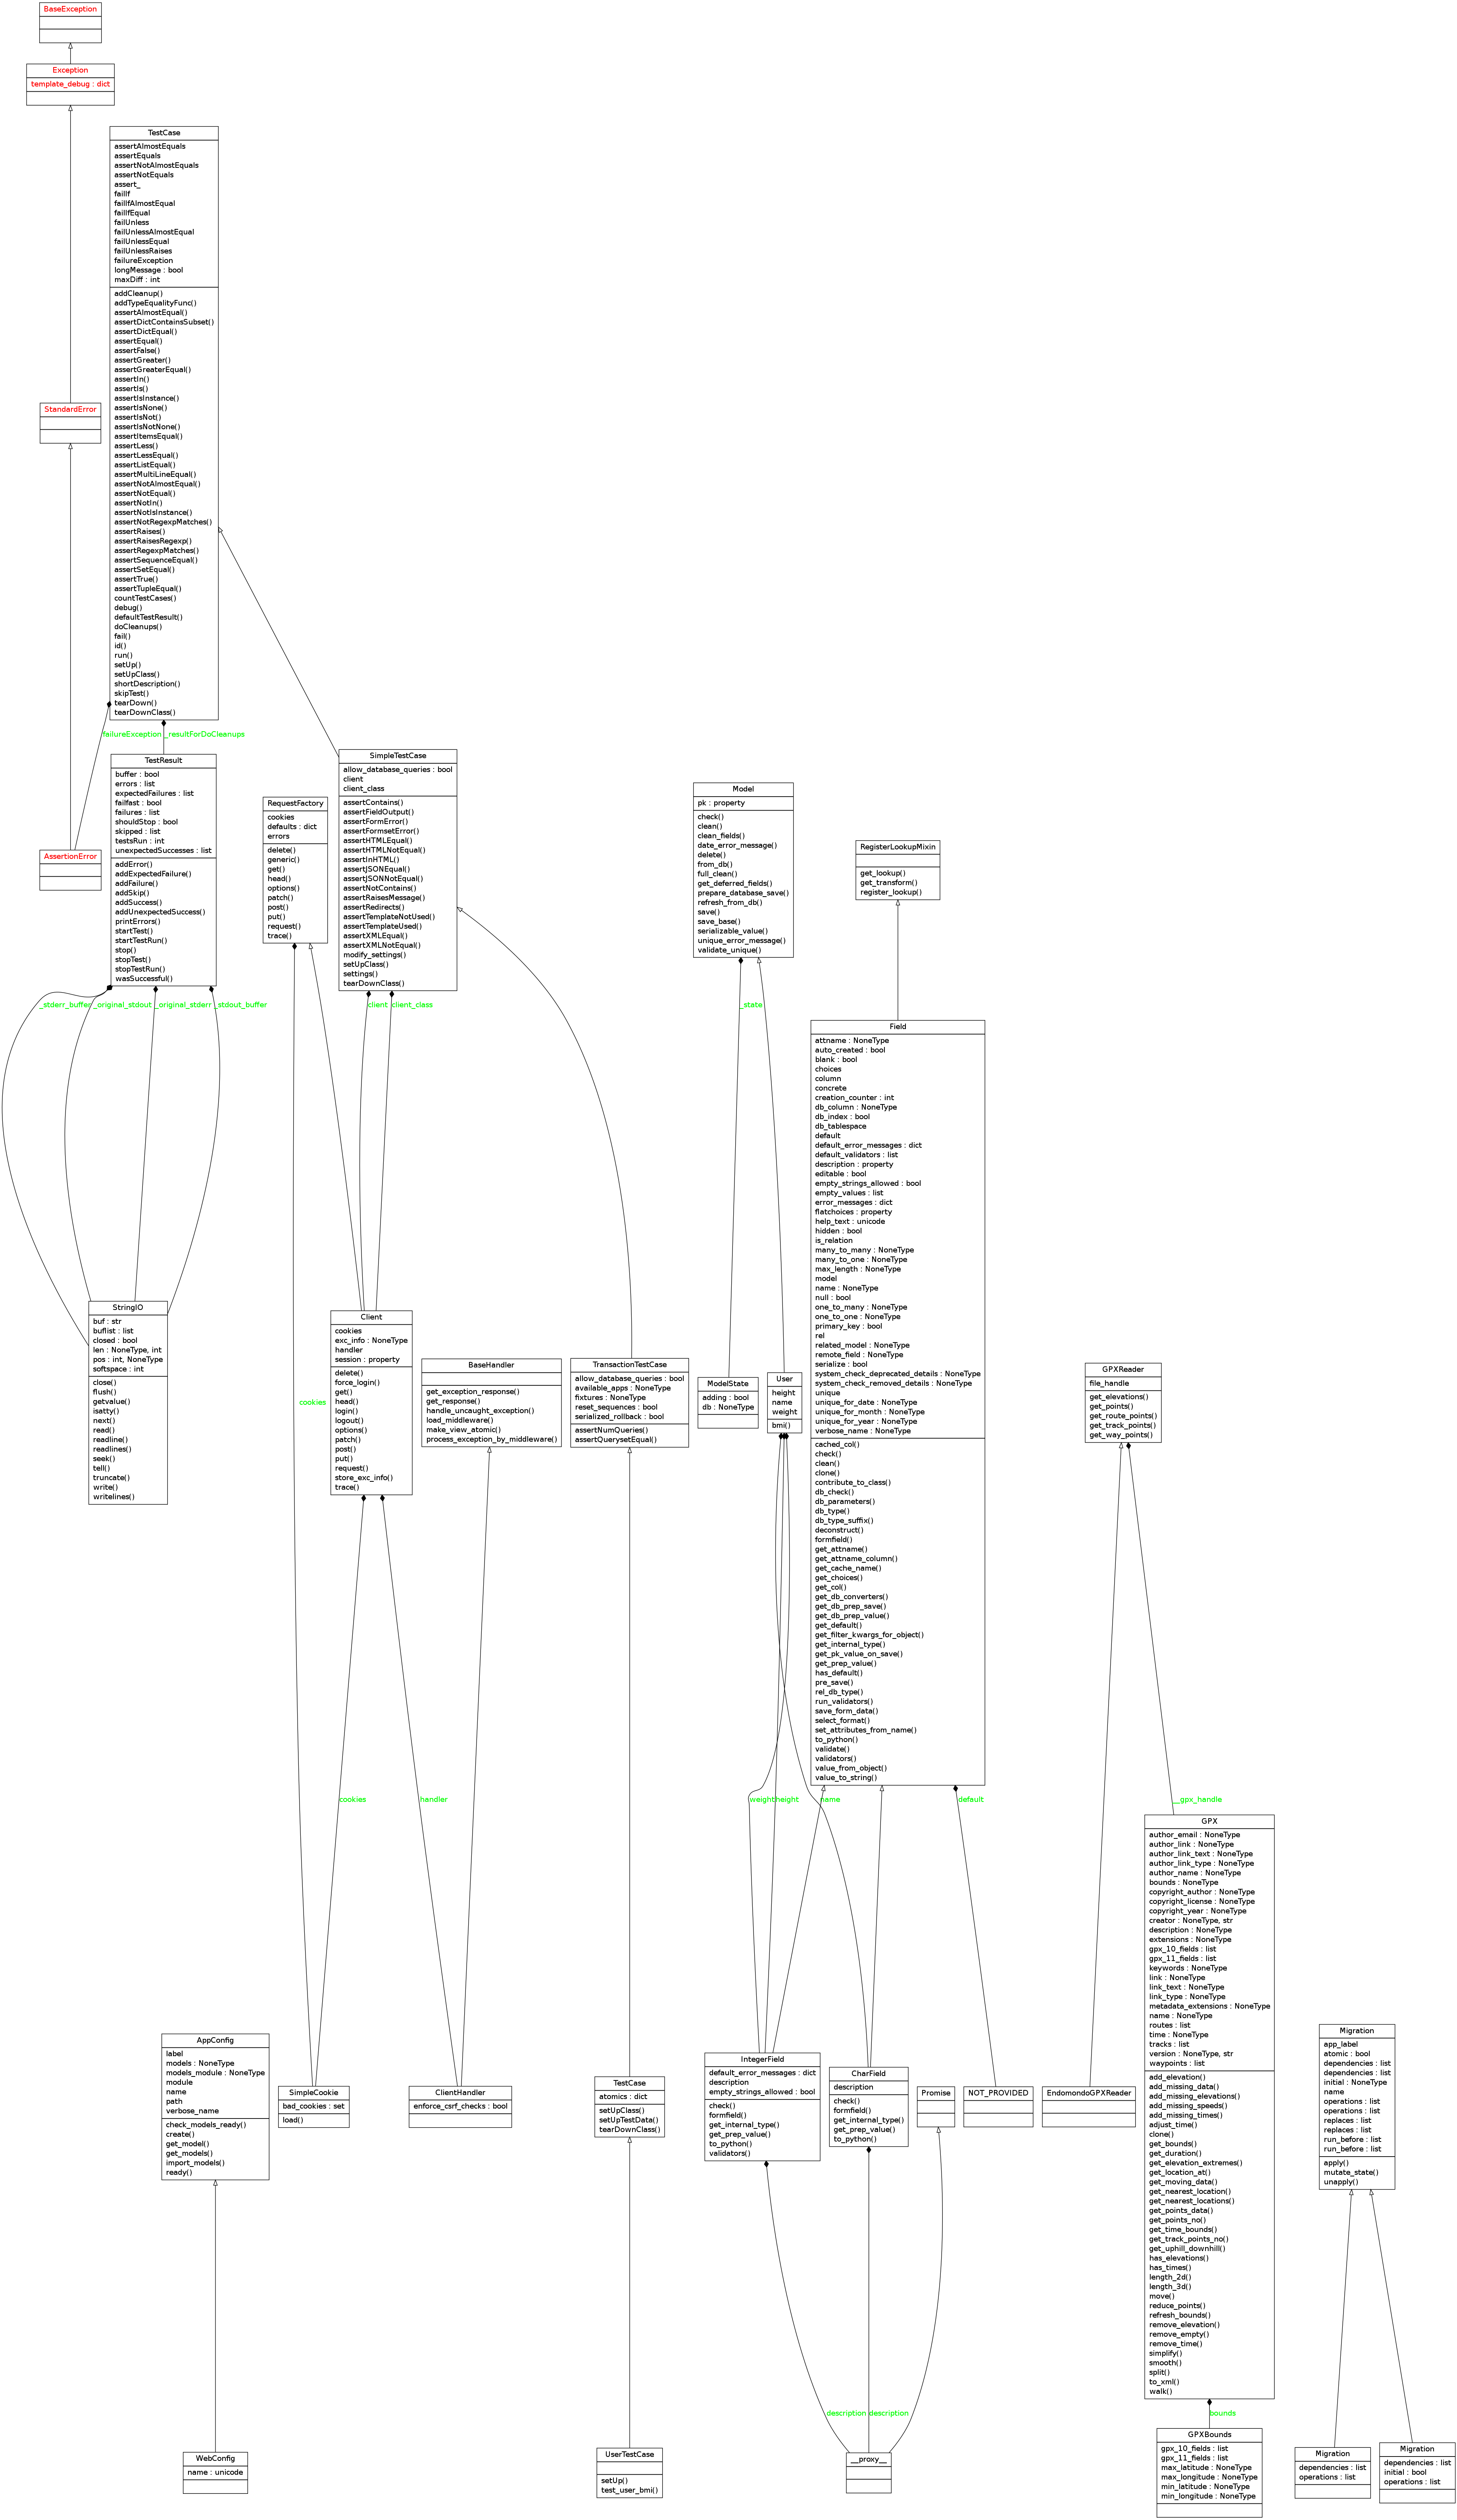 BaseException
Exception
template_debug : dict
TestCase
assertAlmostEquals
assertEquals
assertNotAlmostEquals
assertNotEquals
assert_
failIf
failIfAlmostEqual
failIfEqual
failUnless
failUnlessAlmostEqual
failUnlessEqual
failUnlessRaises
failureException
longMessage : bool
maxDiff : int
addCleanup()
addTypeEqualityFunc()
assertAlmostEqual()
assertDictContainsSubset()
assertDictEqual()
assertEqual()
assertFalse()
assertGreater()
assertGreaterEqual()
assertIn()
assertIs()
assertIsInstance()
assertIsNone()
assertIsNot()
assertIsNotNone()
assertItemsEqual()
assertLess()
assertLessEqual()
assertListEqual()
assertMultiLineEqual()
assertNotAlmostEqual()
assertNotEqual()
assertNotIn()
assertNotIsInstance()
assertNotRegexpMatches()
assertRaises()
assertRaisesRegexp()
assertRegexpMatches()
assertSequenceEqual()
assertSetEqual()
assertTrue()
assertTupleEqual()
countTestCases()
debug()
defaultTestResult()
doCleanups()
fail()
id()
run()
setUp()
setUpClass()
shortDescription()
skipTest()
tearDown()
tearDownClass()
StandardError
failureException
_resultForDoCleanups
TestResult
buffer : bool
errors : list
expectedFailures : list
failfast : bool
failures : list
shouldStop : bool
skipped : list
testsRun : int
unexpectedSuccesses : list
addError()
addExpectedFailure()
addFailure()
addSkip()
addSuccess()
addUnexpectedSuccess()
printErrors()
startTest()
startTestRun()
stop()
stopTest()
stopTestRun()
wasSuccessful()
AssertionError
RequestFactory
cookies
defaults : dict
errors
delete()
generic()
get()
head()
options()
patch()
post()
put()
request()
trace()
SimpleTestCase
allow_database_queries : bool
client
client_class
assertContains()
assertFieldOutput()
assertFormError()
assertFormsetError()
assertHTMLEqual()
assertHTMLNotEqual()
assertInHTML()
assertJSONEqual()
assertJSONNotEqual()
assertNotContains()
assertRaisesMessage()
assertRedirects()
assertTemplateNotUsed()
assertTemplateUsed()
assertXMLEqual()
assertXMLNotEqual()
modify_settings()
setUpClass()
settings()
tearDownClass()
Model
pk : property
check()
clean()
clean_fields()
date_error_message()
delete()
from_db()
full_clean()
get_deferred_fields()
prepare_database_save()
refresh_from_db()
save()
save_base()
serializable_value()
unique_error_message()
validate_unique()
RegisterLookupMixin
get_lookup()
get_transform()
register_lookup()
_stderr_buffer
_original_stdout
_original_stderr
_stdout_buffer
client
client_class
_state
Field
attname : NoneType
auto_created : bool
blank : bool
choices
column
concrete
creation_counter : int
db_column : NoneType
db_index : bool
db_tablespace
default
default_error_messages : dict
default_validators : list
description : property
editable : bool
empty_strings_allowed : bool
empty_values : list
error_messages : dict
flatchoices : property
help_text : unicode
hidden : bool
is_relation
many_to_many : NoneType
many_to_one : NoneType
max_length : NoneType
model
name : NoneType
null : bool
one_to_many : NoneType
one_to_one : NoneType
primary_key : bool
rel
related_model : NoneType
remote_field : NoneType
serialize : bool
system_check_deprecated_details : NoneType
system_check_removed_details : NoneType
unique
unique_for_date : NoneType
unique_for_month : NoneType
unique_for_year : NoneType
verbose_name : NoneType
cached_col()
check()
clean()
clone()
contribute_to_class()
db_check()
db_parameters()
db_type()
db_type_suffix()
deconstruct()
formfield()
get_attname()
get_attname_column()
get_cache_name()
get_choices()
get_col()
get_db_converters()
get_db_prep_save()
get_db_prep_value()
get_default()
get_filter_kwargs_for_object()
get_internal_type()
get_pk_value_on_save()
get_prep_value()
has_default()
pre_save()
rel_db_type()
run_validators()
save_form_data()
select_format()
set_attributes_from_name()
to_python()
validate()
validators()
value_from_object()
value_to_string()
StringIO
buf : str
buflist : list
closed : bool
len : NoneType, int
pos : int, NoneType
softspace : int
close()
flush()
getvalue()
isatty()
next()
read()
readline()
readlines()
seek()
tell()
truncate()
write()
writelines()
cookies
Client
cookies
exc_info : NoneType
handler
session : property
delete()
force_login()
get()
head()
login()
logout()
options()
patch()
post()
put()
request()
store_exc_info()
trace()
BaseHandler
get_exception_response()
get_response()
handle_uncaught_exception()
load_middleware()
make_view_atomic()
process_exception_by_middleware()
TransactionTestCase
allow_database_queries : bool
available_apps : NoneType
fixtures : NoneType
reset_sequences : bool
serialized_rollback : bool
assertNumQueries()
assertQuerysetEqual()
ModelState
adding : bool
db : NoneType
User
height
name
weight
bmi()
GPXReader
file_handle
get_elevations()
get_points()
get_route_points()
get_track_points()
get_way_points()
cookies
handler
weight
height
name
default
__gpx_handle
GPX
author_email : NoneType
author_link : NoneType
author_link_text : NoneType
author_link_type : NoneType
author_name : NoneType
bounds : NoneType
copyright_author : NoneType
copyright_license : NoneType
copyright_year : NoneType
creator : NoneType, str
description : NoneType
extensions : NoneType
gpx_10_fields : list
gpx_11_fields : list
keywords : NoneType
link : NoneType
link_text : NoneType
link_type : NoneType
metadata_extensions : NoneType
name : NoneType
routes : list
time : NoneType
tracks : list
version : NoneType, str
waypoints : list
add_elevation()
add_missing_data()
add_missing_elevations()
add_missing_speeds()
add_missing_times()
adjust_time()
clone()
get_bounds()
get_duration()
get_elevation_extremes()
get_location_at()
get_moving_data()
get_nearest_location()
get_nearest_locations()
get_points_data()
get_points_no()
get_time_bounds()
get_track_points_no()
get_uphill_downhill()
has_elevations()
has_times()
length_2d()
length_3d()
move()
reduce_points()
refresh_bounds()
remove_elevation()
remove_empty()
remove_time()
simplify()
smooth()
split()
to_xml()
walk()
AppConfig
label
models : NoneType
models_module : NoneType
module
name
path
verbose_name
check_models_ready()
create()
get_model()
get_models()
import_models()
ready()
SimpleCookie
bad_cookies : set
load()
ClientHandler
enforce_csrf_checks : bool
TestCase
atomics : dict
setUpClass()
setUpTestData()
tearDownClass()
IntegerField
default_error_messages : dict
description
empty_strings_allowed : bool
check()
formfield()
get_internal_type()
get_prep_value()
to_python()
validators()
CharField
description
check()
formfield()
get_internal_type()
get_prep_value()
to_python()
Promise
NOT_PROVIDED
EndomondoGPXReader
Migration
app_label
atomic : bool
dependencies : list
dependencies : list
initial : NoneType
name
operations : list
operations : list
replaces : list
replaces : list
run_before : list
run_before : list
apply()
mutate_state()
unapply()
description
description
bounds
WebConfig
name : unicode
UserTestCase
setUp()
test_user_bmi()
__proxy__
GPXBounds
gpx_10_fields : list
gpx_11_fields : list
max_latitude : NoneType
max_longitude : NoneType
min_latitude : NoneType
min_longitude : NoneType
Migration
dependencies : list
operations : list
Migration
dependencies : list
initial : bool
operations : list